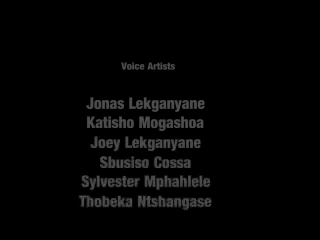 Voice Artists
Jonas Lekganyane
Katisho Mogashoa
Joey Lekganyane
Sbusiso Cossa
Sylvester Mphahlele
Thobeka Ntshangase